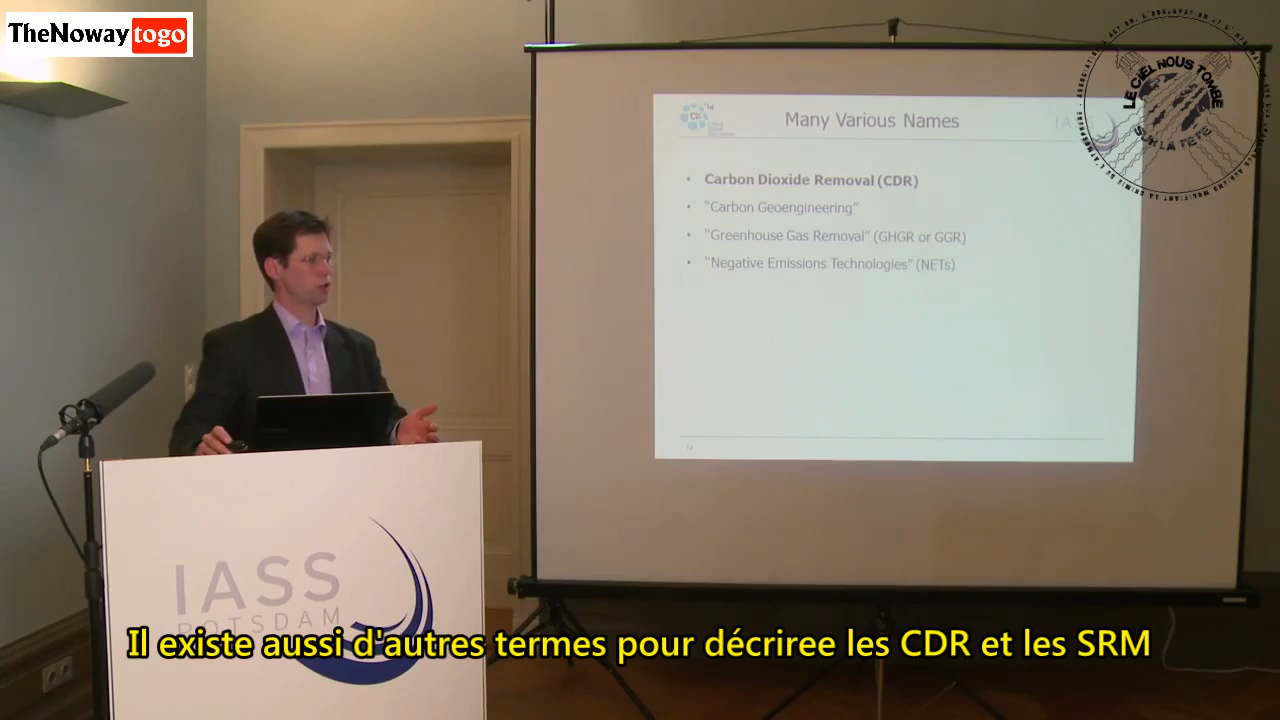 TheNowaytogo
LE CIEL NOUS TOMBE
SUR LA TETE
Many Various Names
IASS
• Carbon Dioxide Removal (CDR)
• "Carbon Geoengineering"
• "Greenhouse Gas Removal" (GHGR or GGR)
• "Negative Emissions Technologies" (NETs)
IASS
POTSDAM
Il existe aussi d'autres termes pour décriree les CDR et les SRM